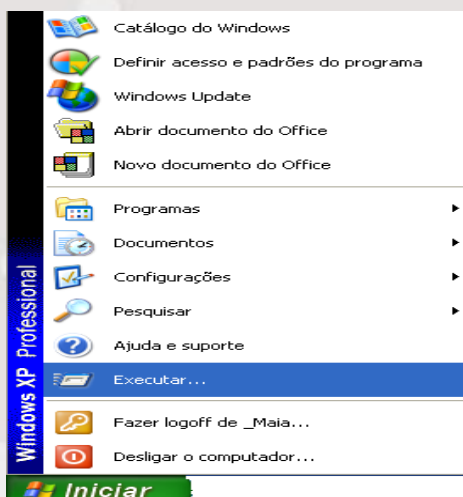 Catálogo do Windows
Definir acesso e padrões do programa
Windows Update
Abrir documento do Office
Novo documento do Office
Programas
Documentos
Configurações
Pesquisar
Ajuda e suporte
Executar...
Fazer logoff de _Maia...
Desligar o computador...
Windows XP Professional
Iniciar